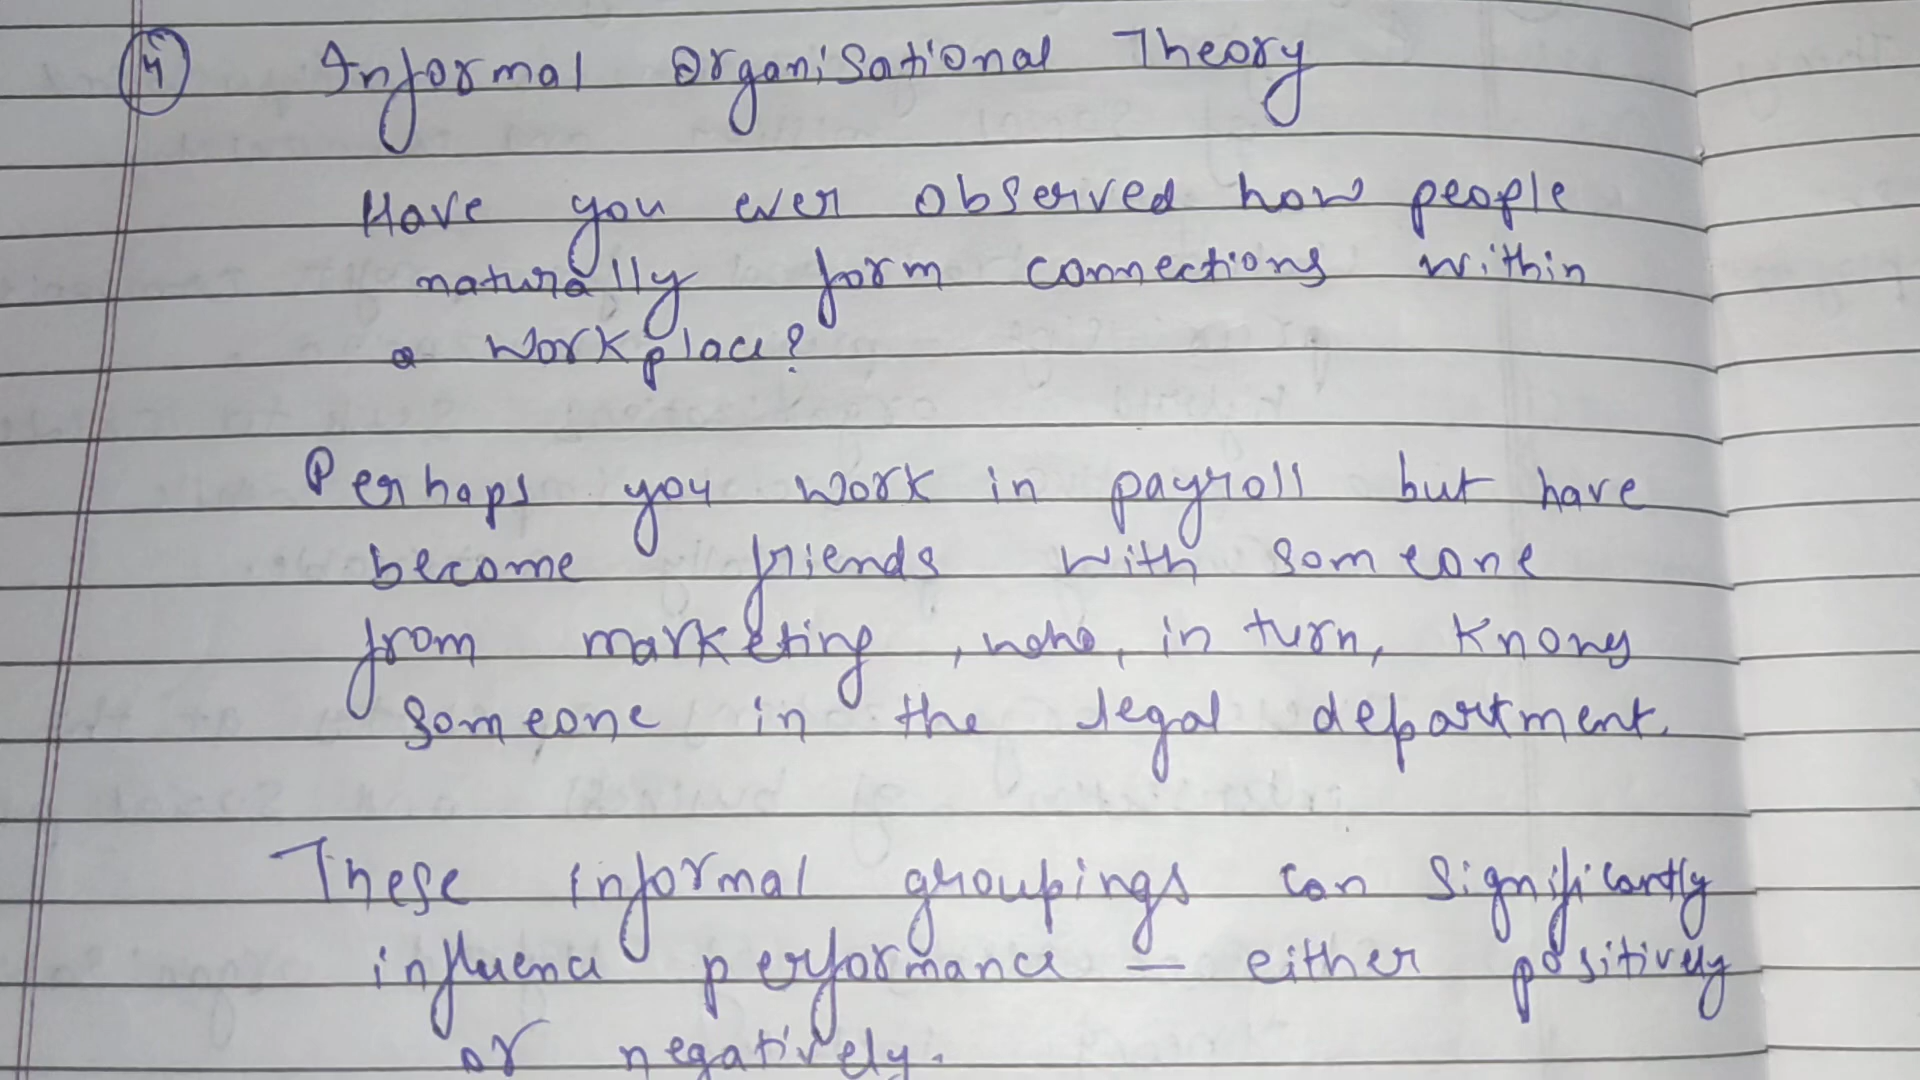 4 Informal Organisational Theory
Have you ever observed how people
naturally form connections within
a workplace?
Perhaps you work in payroll but have
become friends with someone
from marketing, who, in turn, knows
someone in the legal department.
These informal groupings can significantly
influence performance – either positively
or negatively.